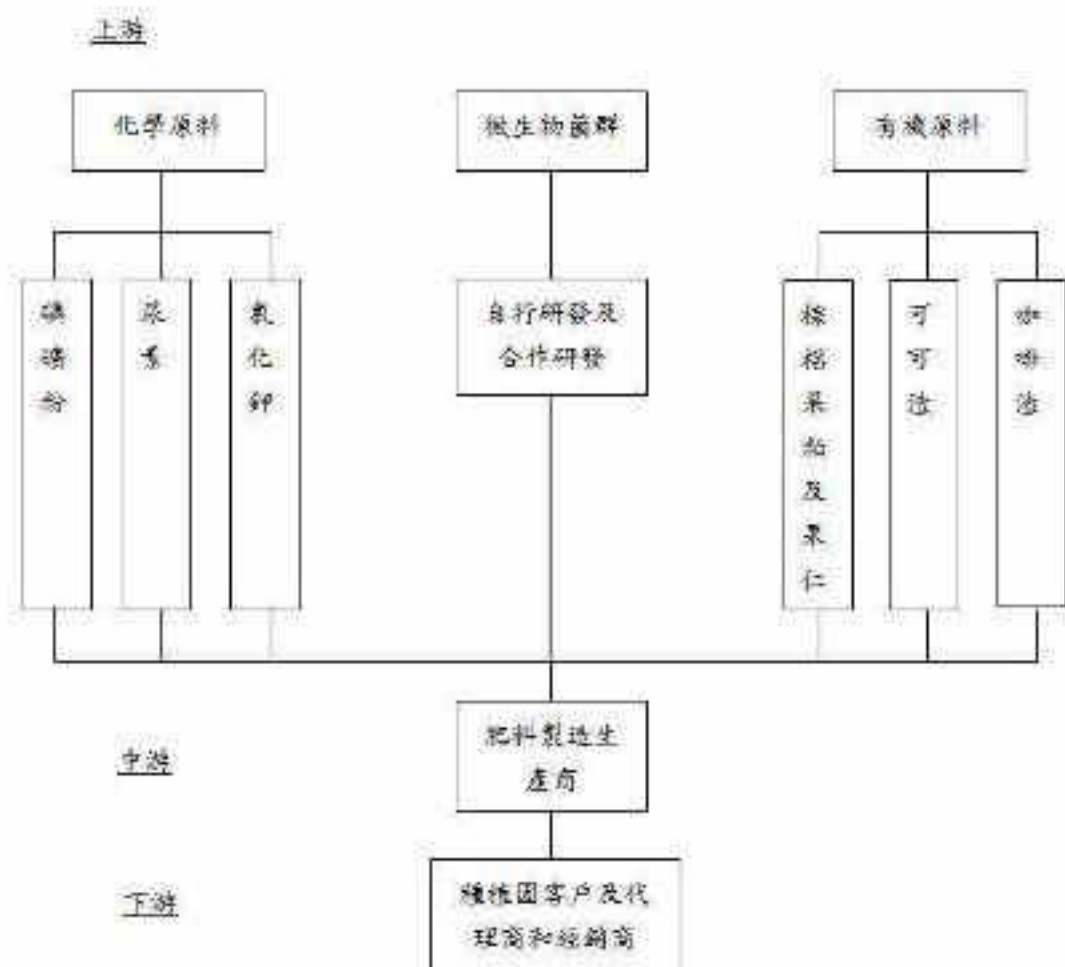 上游
化學原料
微生物菌群
有機原料
磷礦粉
尿素
氯化鉀
自行研發及
合作研發
棕櫚果粕及果仁
可可渣
咖啡渣
中游
肥料製造生
產商
下游
種植園客戶及代
理商和經銷商